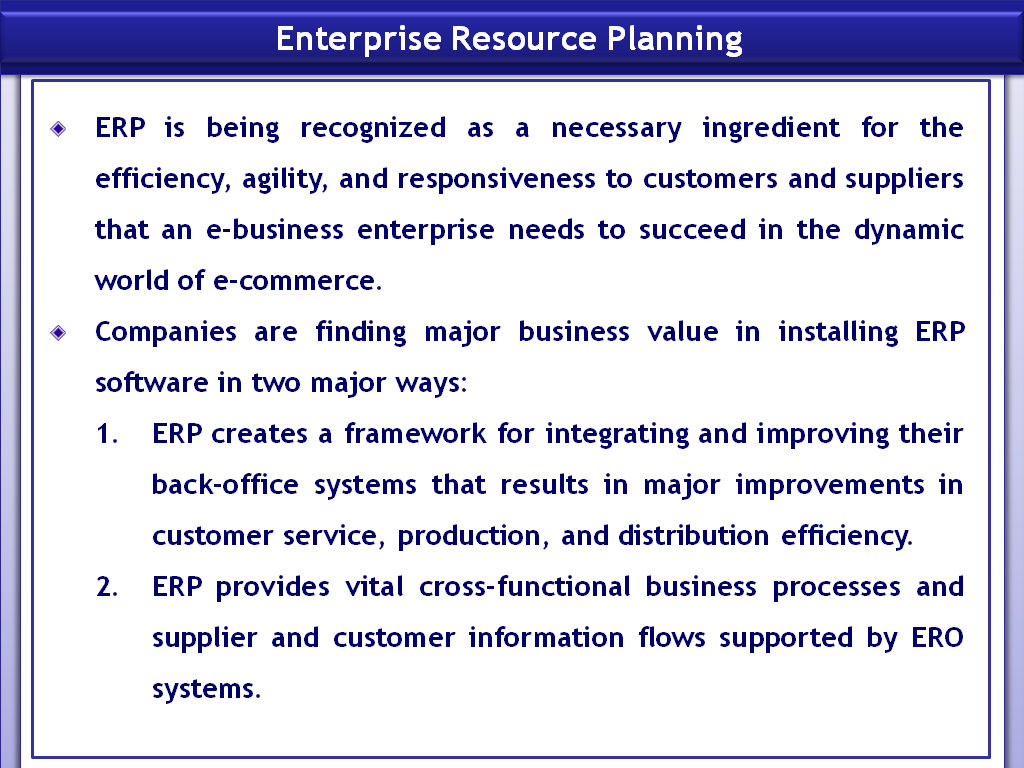 Enterprise Resource Planning
ERP is being recognized as a necessary ingredient for the
efficiency, agility, and responsiveness to customers and suppliers
that an e-business enterprise needs to succeed in the dynamic
world of e-commerce.
Companies are finding major business value in installing ERP
software in two major ways:
1. ERP creates a framework for integrating and improving their
back-office systems that results in major improvements in
customer service, production, and distribution efficiency.
2. ERP provides vital cross-functional business processes and
supplier and customer information flows supported by ERO
systems.